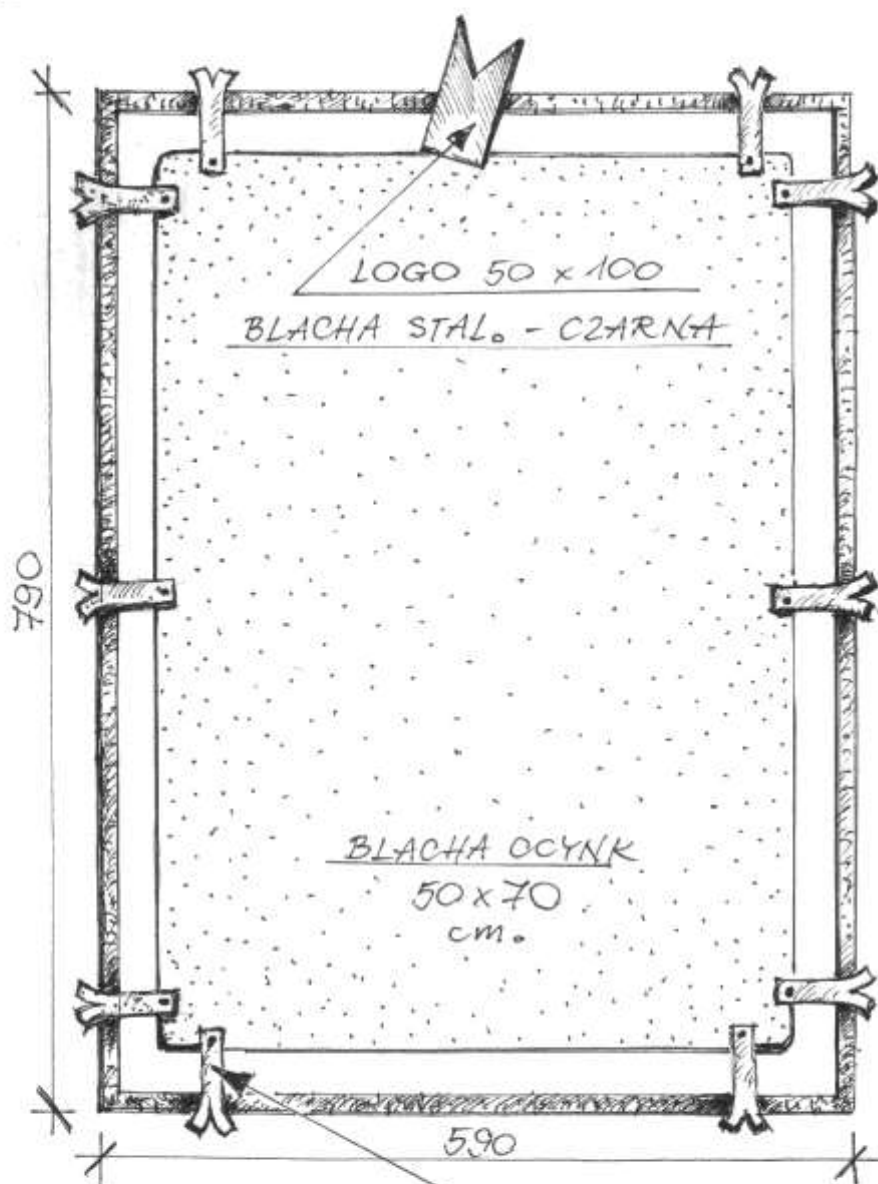 LOGO 50 x 100
BLACHA STAL. - CZARNA
790
BLACHA OCYNK
50 x 70
cm.
590